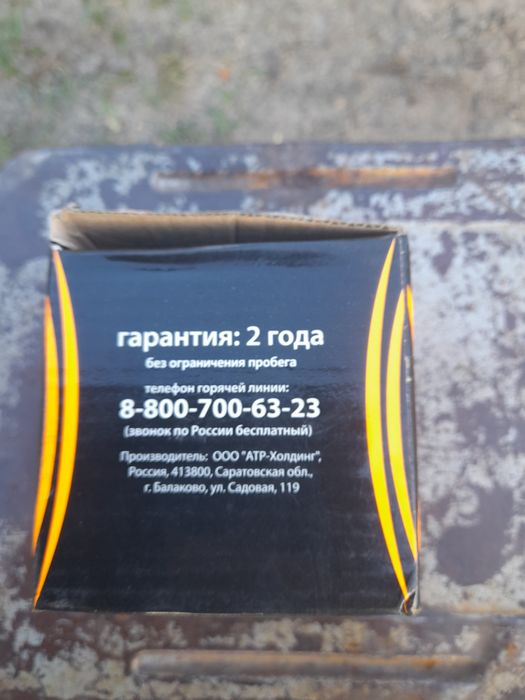 гарантия: 2 года
без ограничения пробега
телефон горячей линии:
8-800-700-63-23
(звонок по России бесплатный)
Производитель: ООО "АТР-Холдинг",
Россия, 413800, Саратовская обл.,
г. Балаково, ул. Садовая, 119